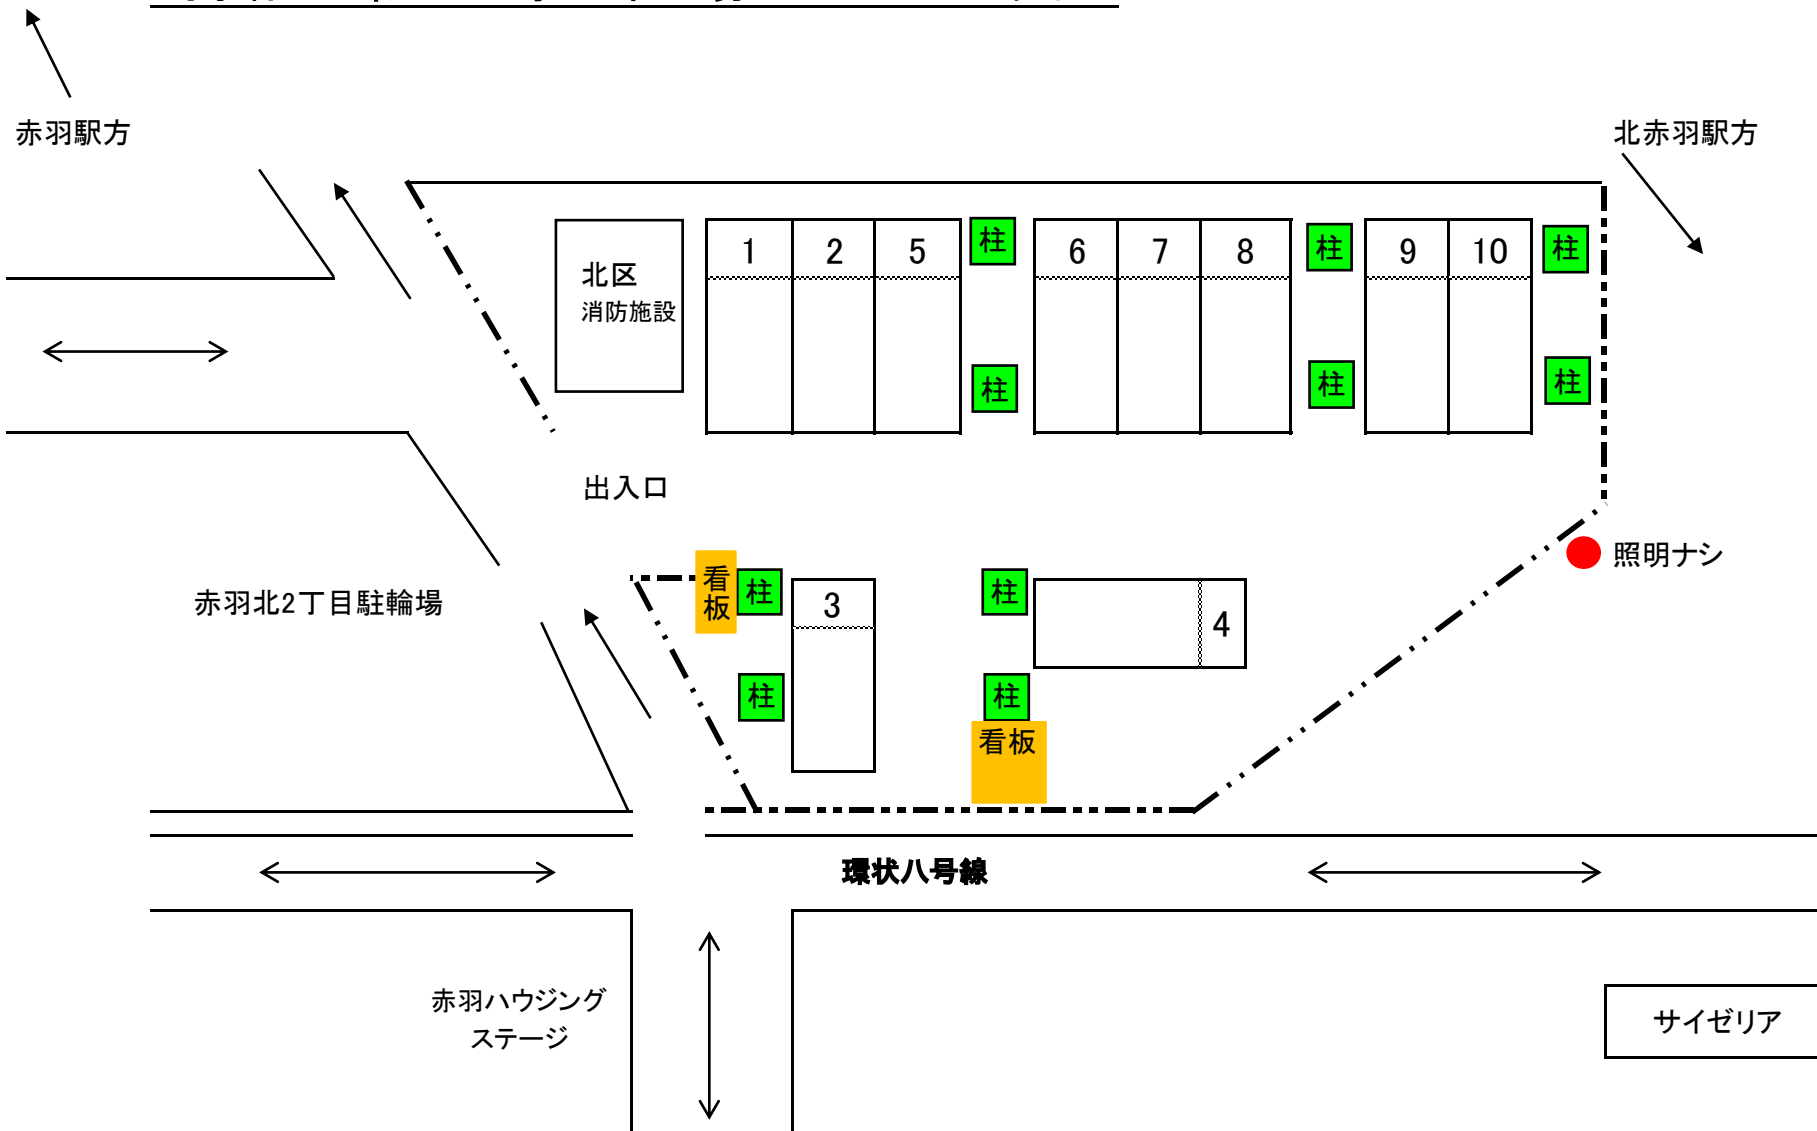 赤羽駅方
北赤羽駅方
北区
消防施設
1
2
5
柱
6
7
8
柱
9
10
柱
柱
柱
柱
出入口
照明ナシ
赤羽北2丁目駐輪場
看板
柱
3
柱
4
柱
柱
看板
環状八号線
赤羽ハウジング
ステージ
サイゼリア